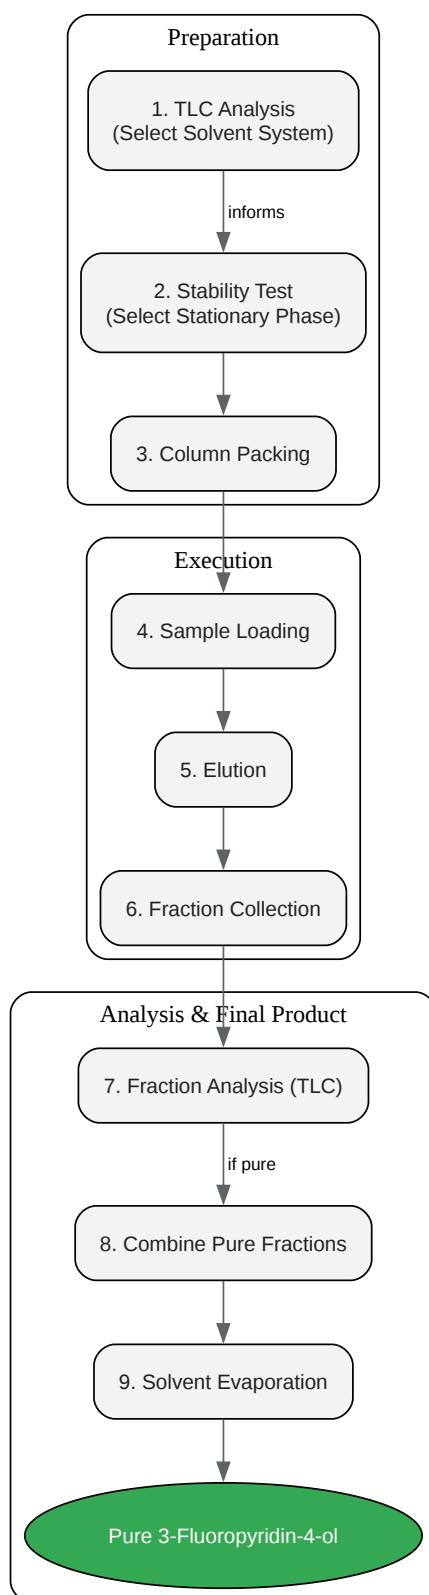 Preparation
1. TLC Analysis
(Select Solvent System)
informs
2. Stability Test
(Select Stationary Phase)
3. Column Packing
Execution
4. Sample Loading
5. Elution
6. Fraction Collection
Analysis & Final Product
7. Fraction Analysis (TLC)
if pure
8. Combine Pure Fractions
9. Solvent Evaporation
Pure 3-Fluoropyridin-4-ol